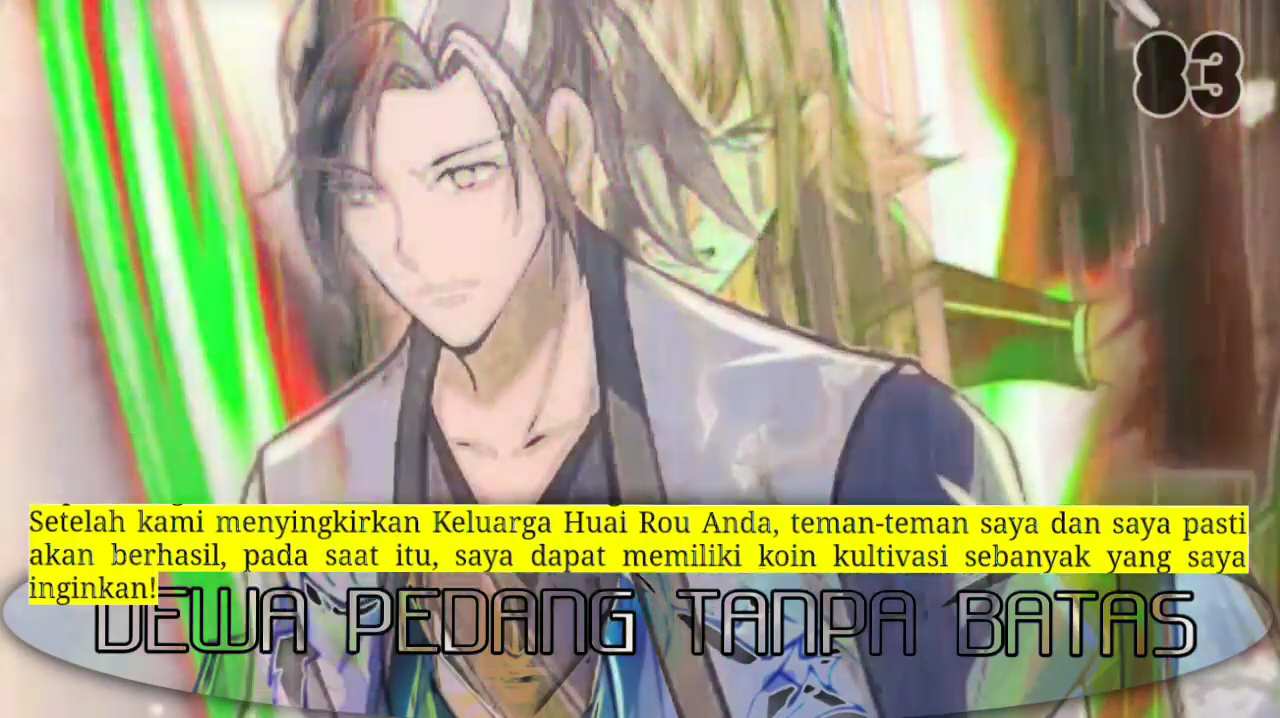 83
Setelah kami menyingkirkan Keluarga Huai Rou Anda, teman-teman saya dan saya pasti
akan berhasil, pada saat itu, saya dapat memiliki koin kultivasi sebanyak yang saya
inginkan!
DEWA PEDANG TANPA BATAS